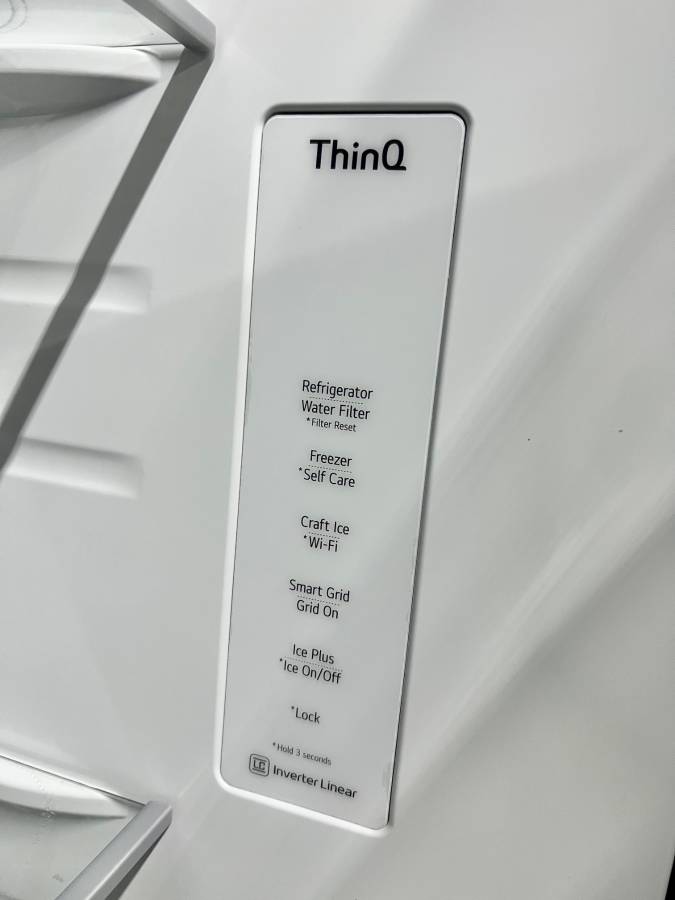 ThinQ
Refrigerator
Water Filter
*Filter Reset
Freezer
*Self Care
Craft Ice
*Wi-Fi
Smart Grid
Grid On
Ice Plus
*Ice On/Off
*Lock
*Hold 3 seconds
LC Inverter Linear